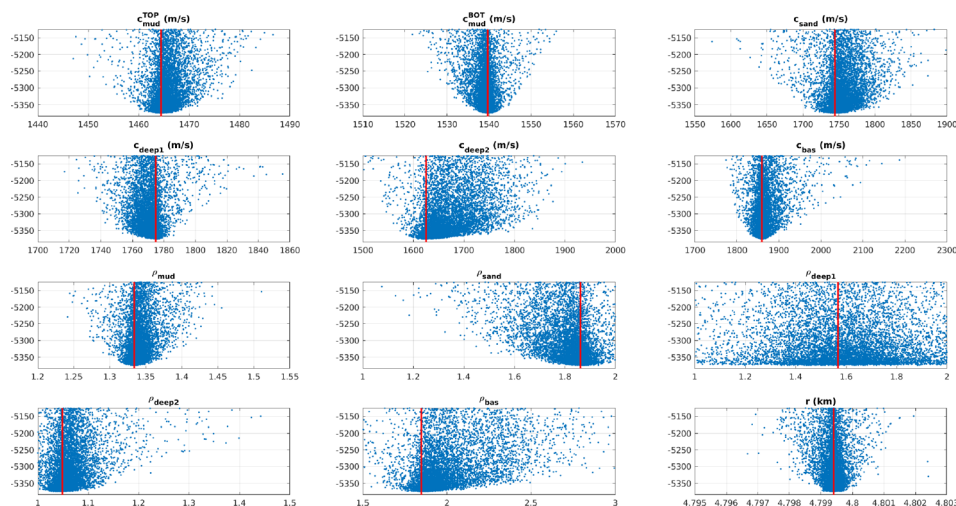 c_mud^TOP (m/s)
c_mud^BOT (m/s)
c_sand (m/s)
-5150
-5200
-5250
-5300
-5350
1440 1450 1460 1470 1480 1490
-5150
-5200
-5250
-5300
-5350
1510 1520 1530 1540 1550 1560 1570
-5150
-5200
-5250
-5300
-5350
1550 1600 1650 1700 1750 1800 1850 1900
c_deep1 (m/s)
c_deep2 (m/s)
c_bas (m/s)
-5150
-5200
-5250
-5300
-5350
1700 1720 1740 1760 1780 1800 1820 1840 1860
-5150
-5200
-5250
-5300
-5350
1500 1600 1700 1800 1900 2000
-5150
-5200
-5250
-5300
-5350
1700 1800 1900 2000 2100 2200 2300
ρ_mud
ρ_sand
ρ_deep1
-5150
-5200
-5250
-5300
-5350
1.2 1.25 1.3 1.35 1.4 1.45 1.5 1.55
-5150
-5200
-5250
-5300
-5350
1 1.2 1.4 1.6 1.8 2
-5150
-5200
-5250
-5300
-5350
1 1.2 1.4 1.6 1.8 2
ρ_deep2
ρ_bas
r (km)
-5150
-5200
-5250
-5300
-5350
1 1.1 1.2 1.3 1.4 1.5
-5150
-5200
-5250
-5300
-5350
1.5 2 2.5 3
-5150
-5200
-5250
-5300
-5350
4.795 4.796 4.797 4.798 4.799 4.8 4.801 4.802 4.803